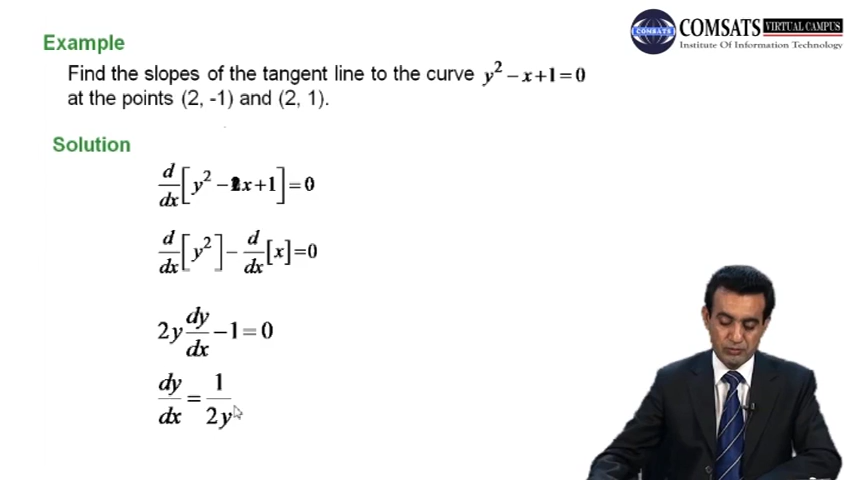 COMSATS VIRTUAL CAMPUS
COMSATS
Institute Of Information Technology
Example
Find the slopes of the tangent line to the curve y² − x + 1 = 0
at the points (2, -1) and (2, 1).
Solution
d/dx [y² − x + 1] = 0
d/dx [y²] − d/dx [x] = 0
2y dy/dx − 1 = 0
dy/dx = 1/2y